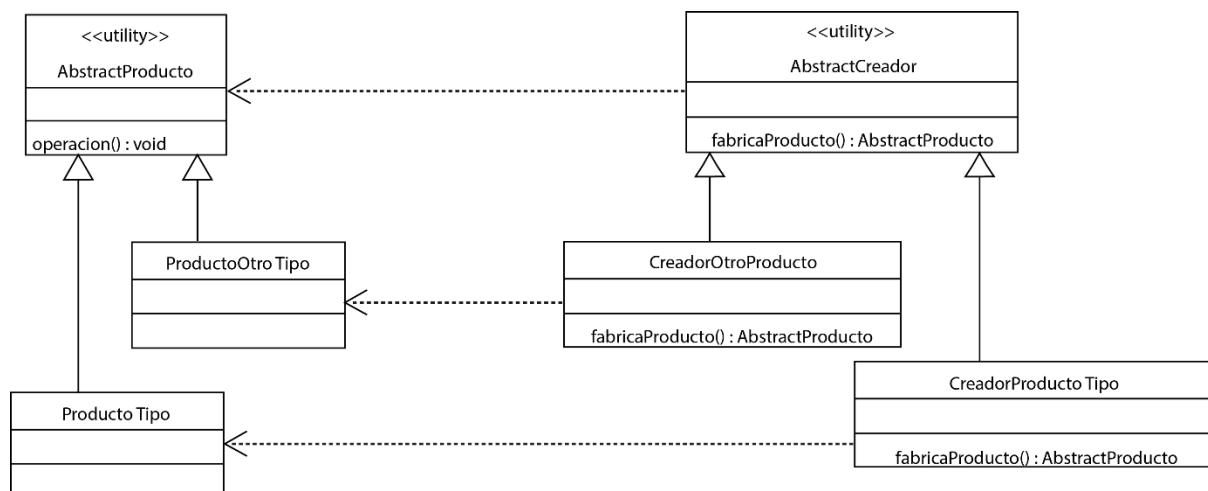 <<utility>>
AbstractProducto
operacion() : void
<<utility>>
AbstractCreador
fabricaProducto() : AbstractProducto
ProductoOtro Tipo
CreadorOtroProducto
fabricaProducto() : AbstractProducto
Producto Tipo
CreadorProducto Tipo
fabricaProducto() : AbstractProducto